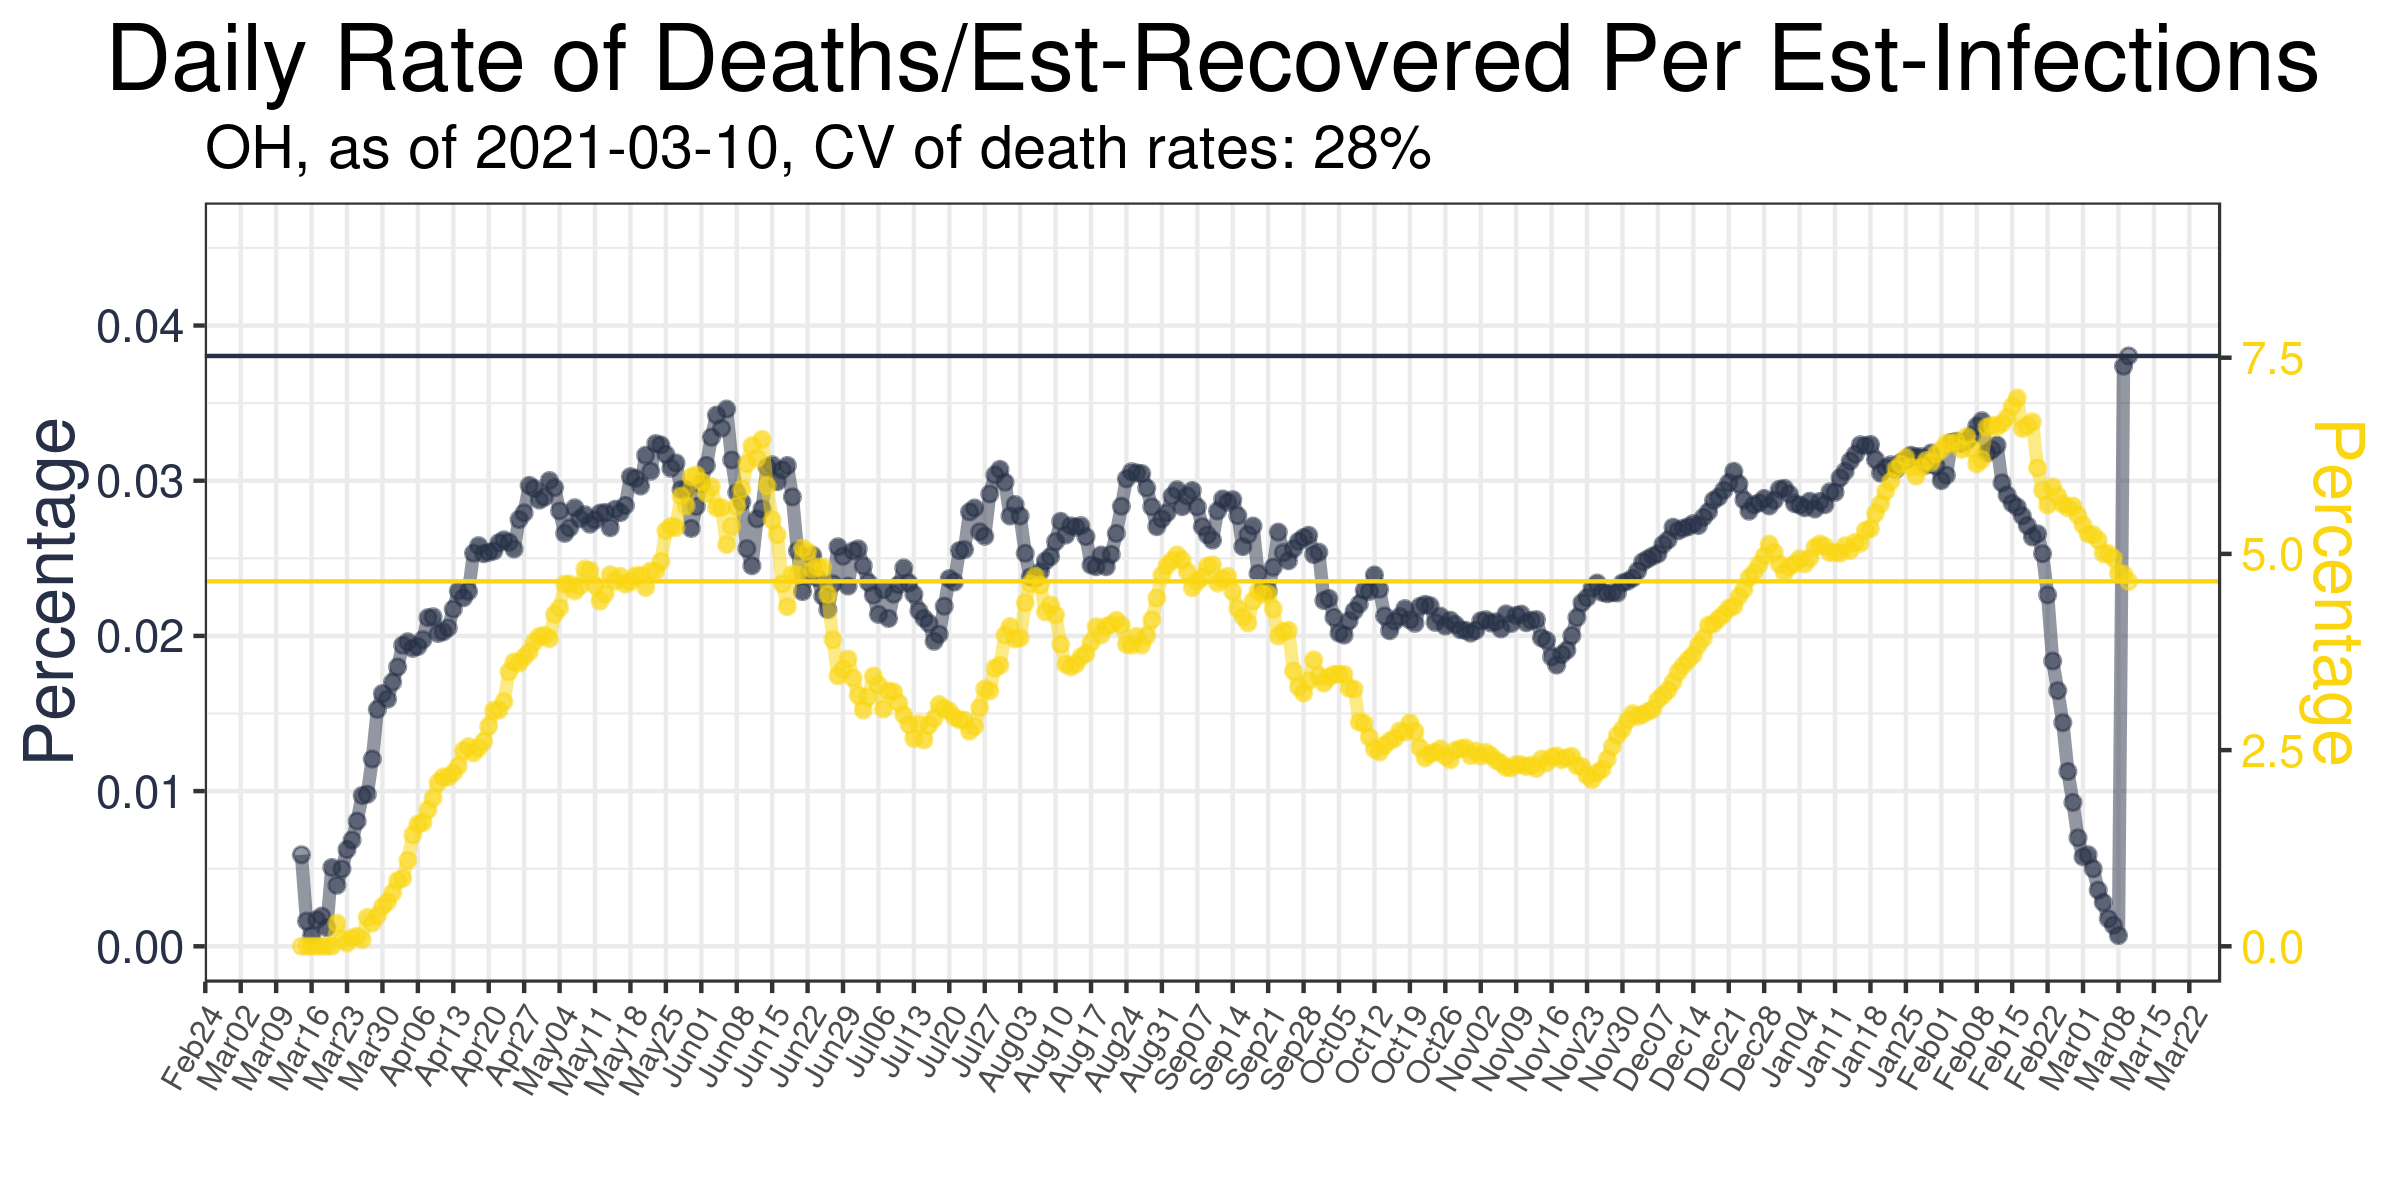 Daily Rate of Deaths/Est-Recovered Per Est-Infections
OH, as of 2021-03-10, CV of death rates: 28%
Percentage
0.04
0.03
0.02
0.01
0.00
7.5
5.0
2.5
0.0
Percentage
Feb24 Mar02 Mar09 Mar16 Mar23 Mar30 Apr06 Apr13 Apr20 Apr27 May04 May11 May18 May25 Jun01 Jun08 Jun15 Jun22 Jun29 Jul06 Jul13 Jul20 Jul27 Aug03 Aug10 Aug17 Aug24 Aug31 Sep07 Sep14 Sep21 Sep28 Oct05 Oct12 Oct19 Oct26 Nov02 Nov09 Nov16 Nov23 Nov30 Dec07 Dec14 Dec21 Dec28 Jan04 Jan11 Jan18 Jan25 Feb01 Feb08 Feb15 Feb22 Mar01 Mar08 Mar15 Mar22